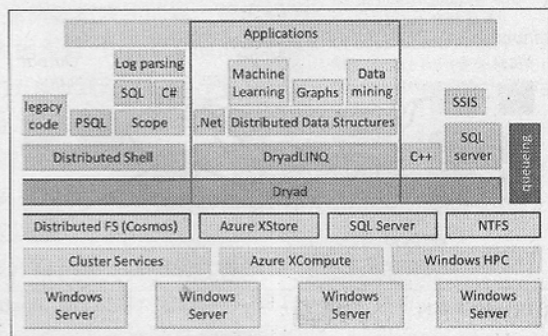 Applications
Log parsing
Machine Learning
Graphs
Data mining
legacy code
PSQL
SQL
C#
Scope
.Net
Distributed Data Structures
SSIS
SQL server
queueing
Distributed Shell
DryadLINQ
C++
Dryad
Distributed FS (Cosmos)
Azure XStore
SQL Server
NTFS
Cluster Services
Azure XCompute
Windows HPC
Windows Server
Windows Server
Windows Server
Windows Server